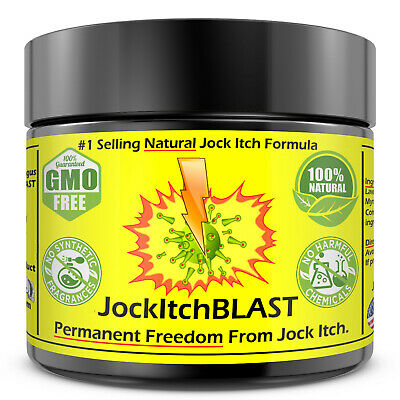 #1 Selling Natural Jock Itch Formula
100%
Guaranteed
GMO
FREE
100%
NATURAL
NO SYNTHETIC
FRAGRANCES
NO HARMFUL
CHEMICALS
JockItchBLAST
Permanent Freedom From Jock Itch.
BLAST